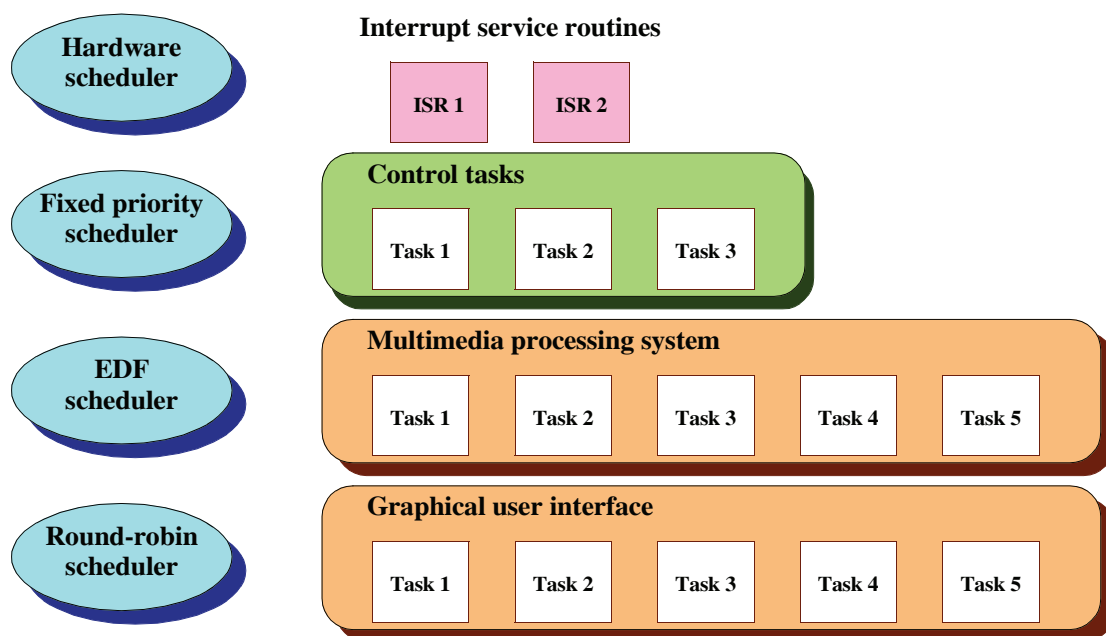 Hardware
scheduler
Interrupt service routines
ISR 1
ISR 2
Fixed priority
scheduler
Control tasks
Task 1
Task 2
Task 3
EDF
scheduler
Multimedia processing system
Task 1
Task 2
Task 3
Task 4
Task 5
Round-robin
scheduler
Graphical user interface
Task 1
Task 2
Task 3
Task 4
Task 5